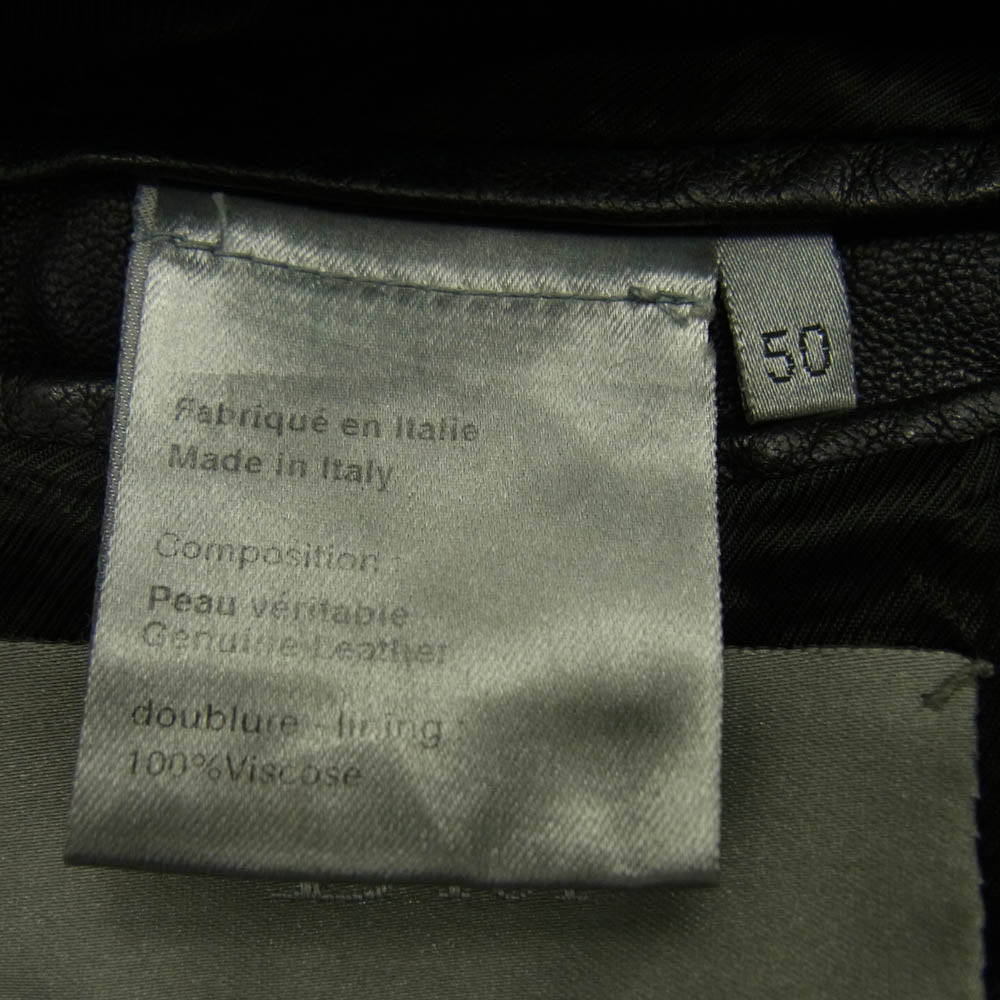 Fabriqué en Italie
Made in Italy
Composition :
Peau véritable
Genuine Leather
doublure - lining :
100%Viscose
50